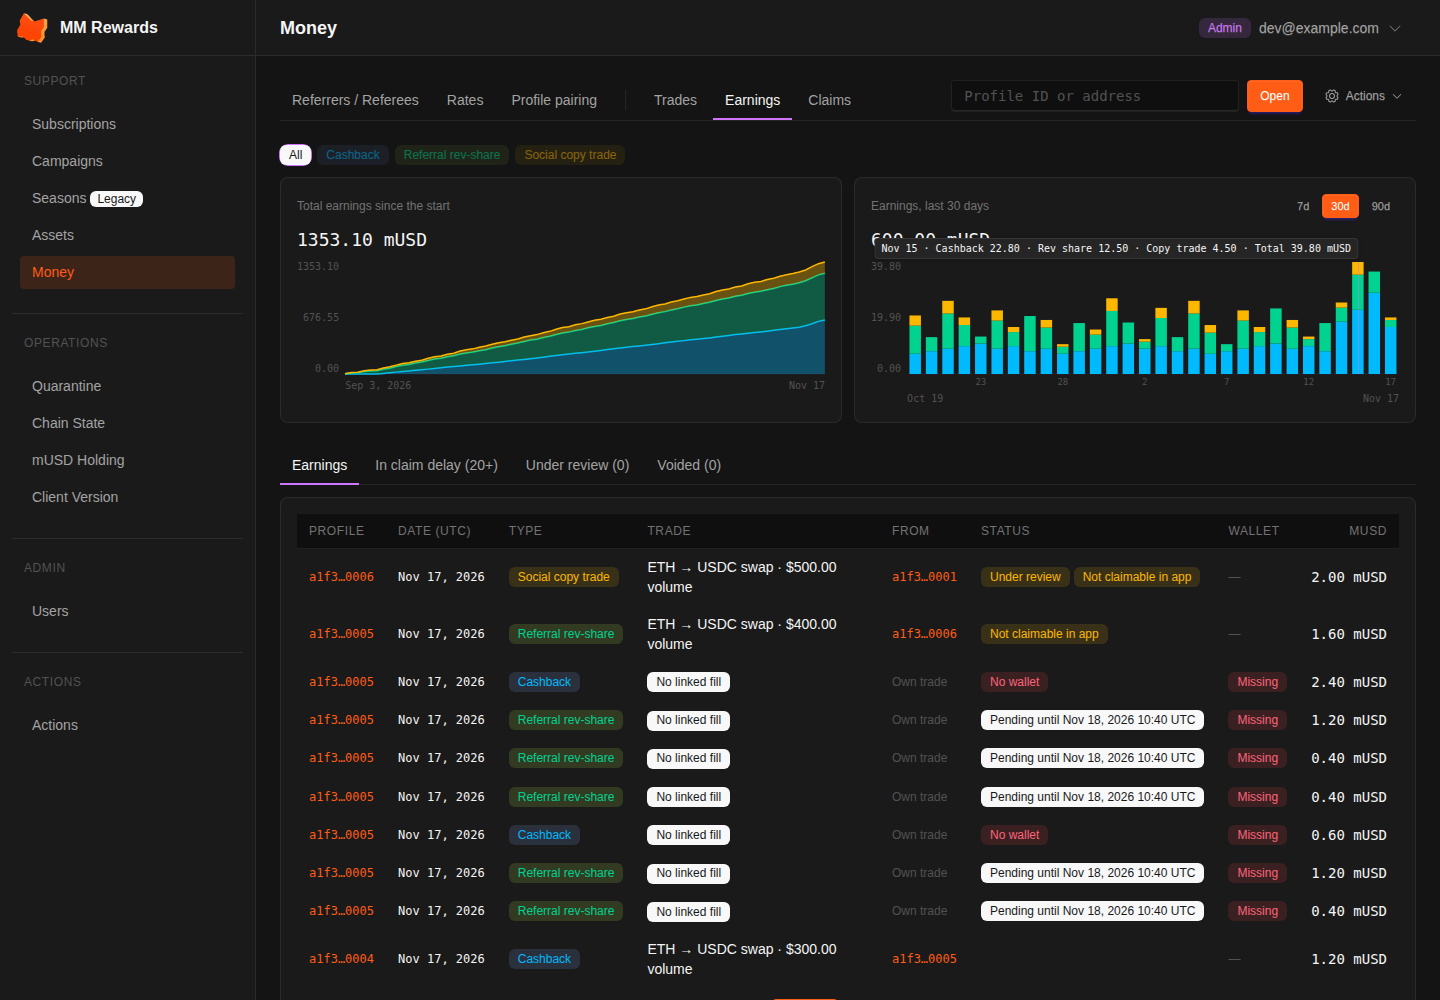 MM Rewards
Money
Admin dev@example.com
SUPPORT
Subscriptions
Campaigns
Seasons Legacy
Assets
Money
OPERATIONS
Quarantine
Chain State
mUSD Holding
Client Version
ADMIN
Users
ACTIONS
Actions
Referrers / Referees Rates Profile pairing Trades Earnings Claims
Profile ID or address Open Actions
All Cashback Referral rev-share Social copy trade
Total earnings since the start
1353.10 mUSD
1353.10
676.55
0.00
Sep 3, 2026 Nov 17
Earnings, last 30 days 7d 30d 90d
600.00 mUSD
Nov 15 · Cashback 22.80 · Rev share 12.50 · Copy trade 4.50 · Total 39.80 mUSD
39.80
19.90
0.00
23 28 2 7 12 17
Oct 19 Nov 17
Earnings In claim delay (20+) Under review (0) Voided (0)
PROFILE DATE (UTC) TYPE TRADE FROM STATUS WALLET MUSD
a1f3…0006 Nov 17, 2026 Social copy trade ETH → USDC swap · $500.00 volume a1f3…0001 Under review Not claimable in app — 2.00 mUSD
a1f3…0005 Nov 17, 2026 Referral rev-share ETH → USDC swap · $400.00 volume a1f3…0006 Not claimable in app — 1.60 mUSD
a1f3…0005 Nov 17, 2026 Cashback No linked fill Own trade No wallet Missing 2.40 mUSD
a1f3…0005 Nov 17, 2026 Referral rev-share No linked fill Own trade Pending until Nov 18, 2026 10:40 UTC Missing 1.20 mUSD
a1f3…0005 Nov 17, 2026 Referral rev-share No linked fill Own trade Pending until Nov 18, 2026 10:40 UTC Missing 0.40 mUSD
a1f3…0005 Nov 17, 2026 Referral rev-share No linked fill Own trade Pending until Nov 18, 2026 10:40 UTC Missing 0.40 mUSD
a1f3…0005 Nov 17, 2026 Cashback No linked fill Own trade No wallet Missing 0.60 mUSD
a1f3…0005 Nov 17, 2026 Referral rev-share No linked fill Own trade Pending until Nov 18, 2026 10:40 UTC Missing 1.20 mUSD
a1f3…0005 Nov 17, 2026 Referral rev-share No linked fill Own trade Pending until Nov 18, 2026 10:40 UTC Missing 0.40 mUSD
a1f3…0004 Nov 17, 2026 Cashback ETH → USDC swap · $300.00 volume a1f3…0005 — 1.20 mUSD